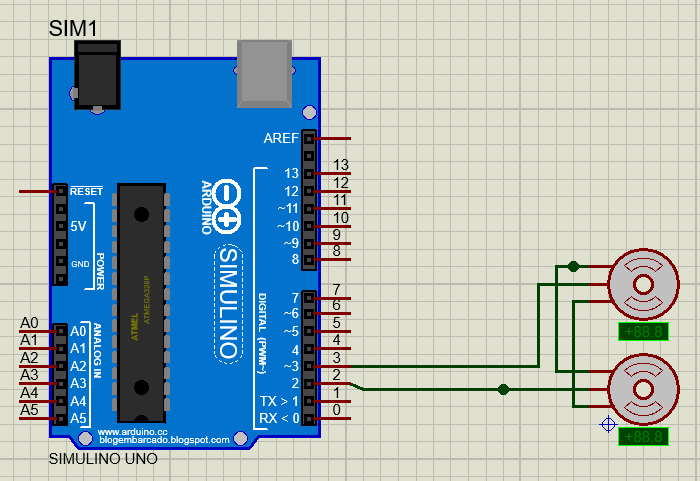 SIM1
AREF
13 13
12 12
~11 11
~10 10
~9 9
8 8
7 7
~6 6
~5 5
4 4
~3 3
2 2
TX > 1 1
RX < 0 0
RESET
5V
GND
POWER
A0 A0
A1 A1
A2 A2
A3 A3
A4 A4
A5 A5
ANALOG IN
ATMEL
ATMEGA328P
ARDUINO
SIMULINO
DIGITAL (PWM~)
www.arduino.cc
blogembarcado.blogspot.com
SIMULINO UNO
+88.8
+88.8